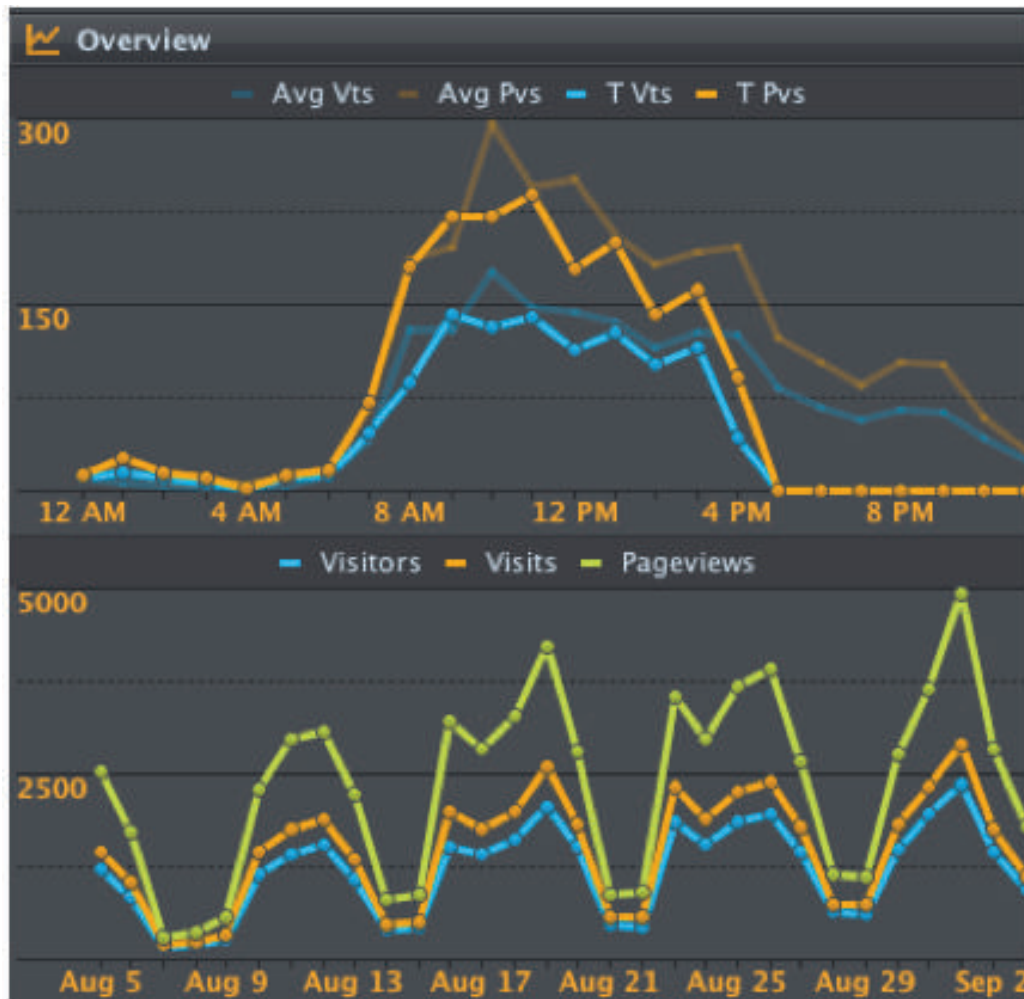 Overview
Avg Vts Avg Pvs T Vts T Pvs
300
150
12 AM 4 AM 8 AM 12 PM 4 PM 8 PM
Visitors Visits Pageviews
5000
2500
Aug 5 Aug 9 Aug 13 Aug 17 Aug 21 Aug 25 Aug 29 Sep 2